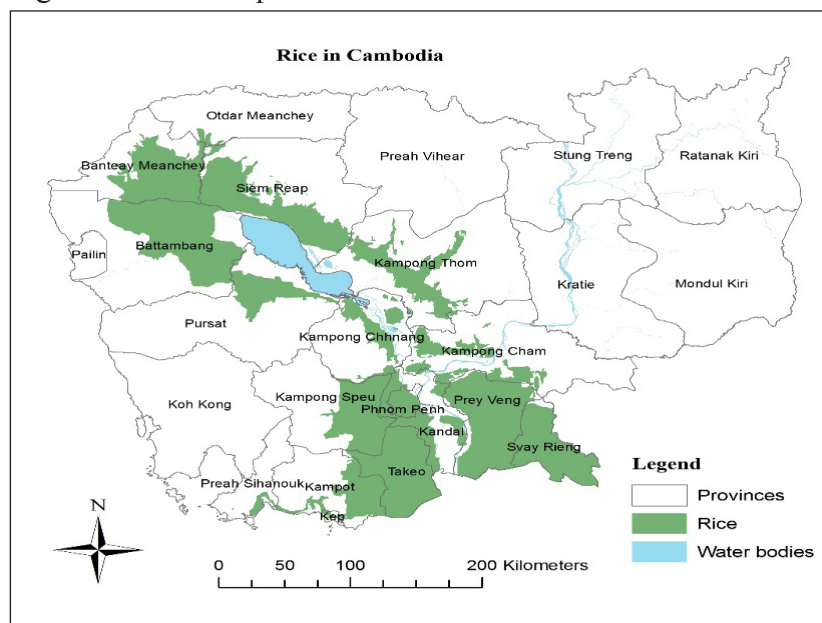 Rice in Cambodia
Otdar Meanchey
Preah Vihear
Stung Treng
Ratanak Kiri
Banteay Meanchey
Siem Reap
Pailin
Battambang
Kampong Thom
Kratie
Mondul Kiri
Pursat
Kampong Chhnang
Kampong Cham
Koh Kong
Kampong Speu
Phnom Penh
Prey Veng
Kandal
Svay Rieng
Takeo
Preah Sihanouk
Kampot
Kep
Legend
Provinces
Rice
Water bodies
N
0 50 100 200 Kilometers